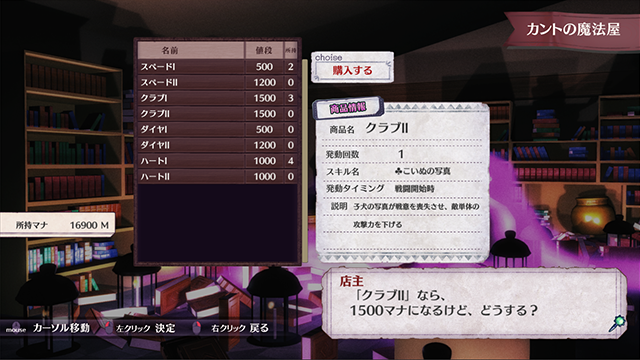 カントの魔法屋
名前 値段 所持
スペードI 500 2
スペードII 1200 0
クラブI 1500 3
クラブII 1500 0
ダイヤI 500 0
ダイヤII 1200 0
ハートI 1000 4
ハートII 1000 0
choise
購入する
商品情報
商品名 クラブII
発動回数 1
スキル名 ♣こいぬの写真
発動タイミング 戦闘開始時
説明 子犬の写真が戦意を喪失させ、敵単体の
攻撃力を下げる
所持マナ 16900 M
店主
「クラブII」なら、
1500マナになるけど、どうする？
mouse カーソル移動 左クリック 決定 右クリック 戻る